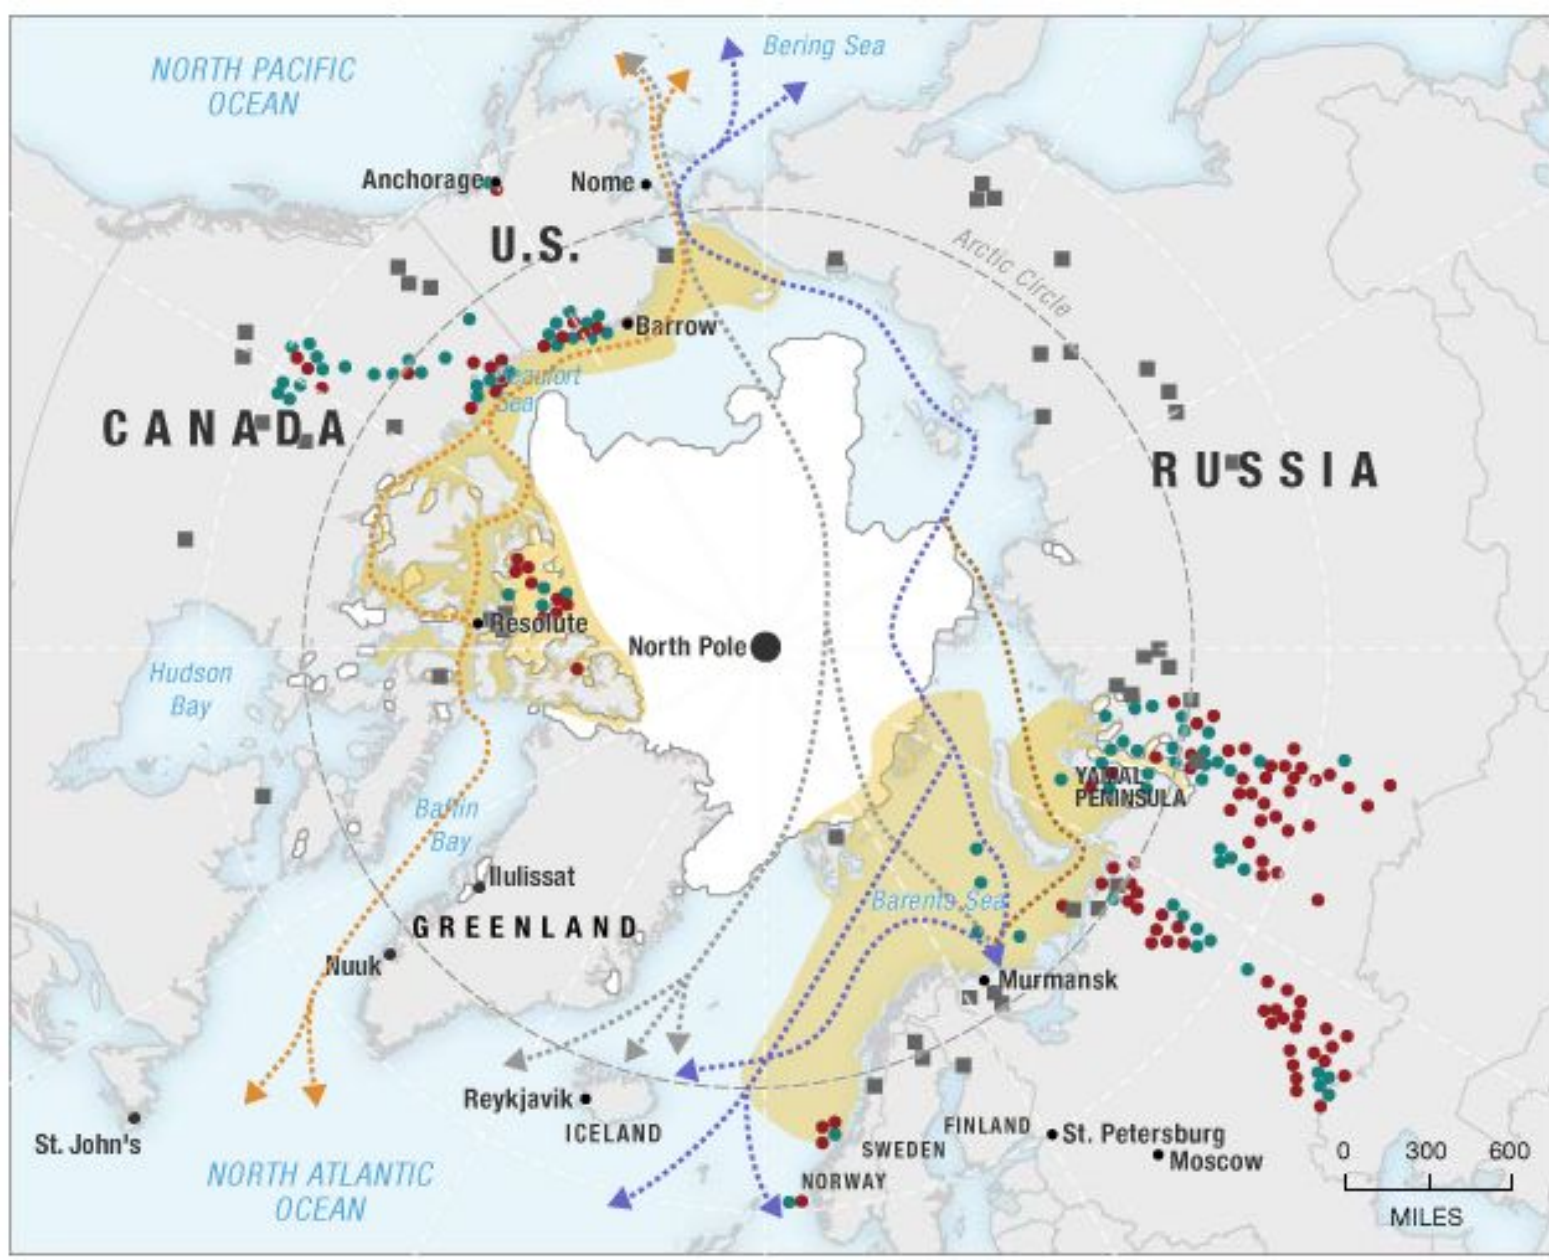 NORTH PACIFIC
OCEAN
Bering Sea
Anchorage
Nome
U.S.
Arctic Circle
Barrow
Beaufort
Sea
CANADA
RUSSIA
Resolute
North Pole
Hudson
Bay
YAMAL
PENINSULA
Baffin
Bay
Ilulissat
Barents Sea
GREENLAND
Nuuk
Murmansk
Reykjavik
ICELAND
St. John's
FINLAND
St. Petersburg
SWEDEN
Moscow
NORWAY
NORTH ATLANTIC
OCEAN
0 300 600
MILES